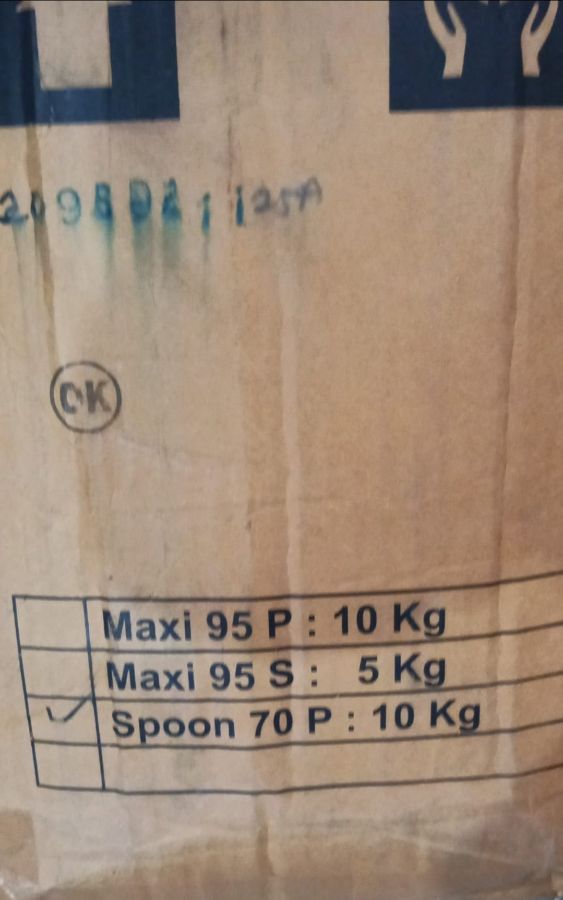 OK
Maxi 95 P : 10 Kg
Maxi 95 S : 5 Kg
Spoon 70 P : 10 Kg